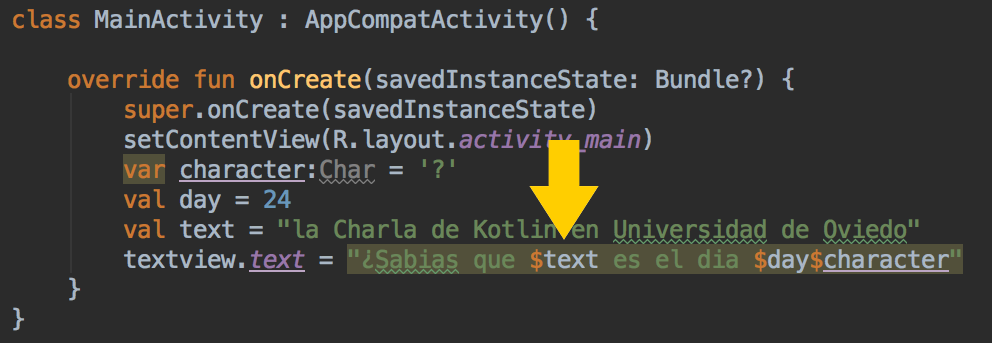 class MainActivity : AppCompatActivity() {
override fun onCreate(savedInstanceState: Bundle?) {
super.onCreate(savedInstanceState)
setContentView(R.layout.activity_main)
var character:Char = '?'
val day = 24
val text = "la Charla de Kotlin en Universidad de Oviedo"
textview.text = "¿Sabias que $text es el dia $day$character"
}
}